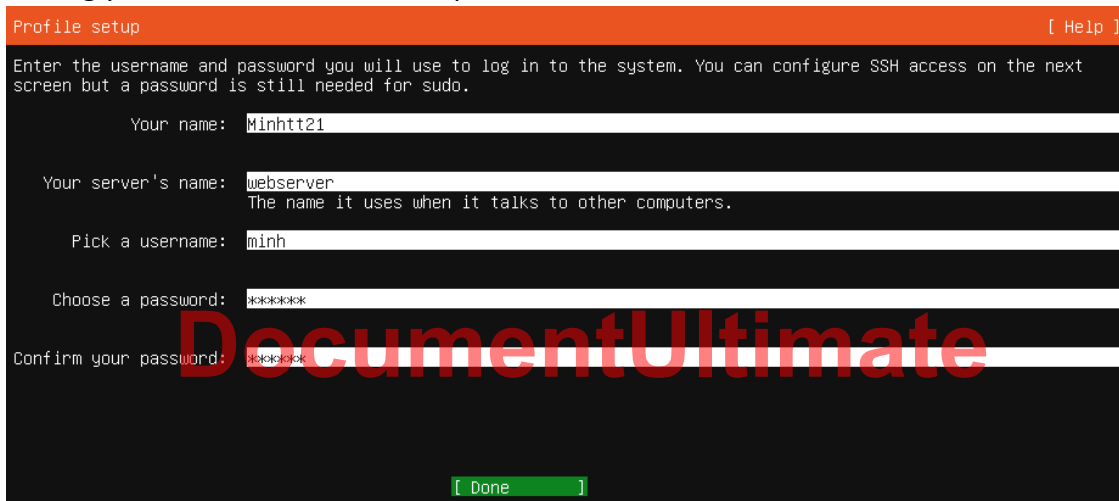 Profile setup [ Help ]
Enter the username and password you will use to log in to the system. You can configure SSH access on the next
screen but a password is still needed for sudo.
Your name: Minhtt21
Your server's name: webserver
The name it uses when it talks to other computers.
Pick a username: minh
Choose a password: ******
Confirm your password: ******
DocumentUltimate
[ Done ]